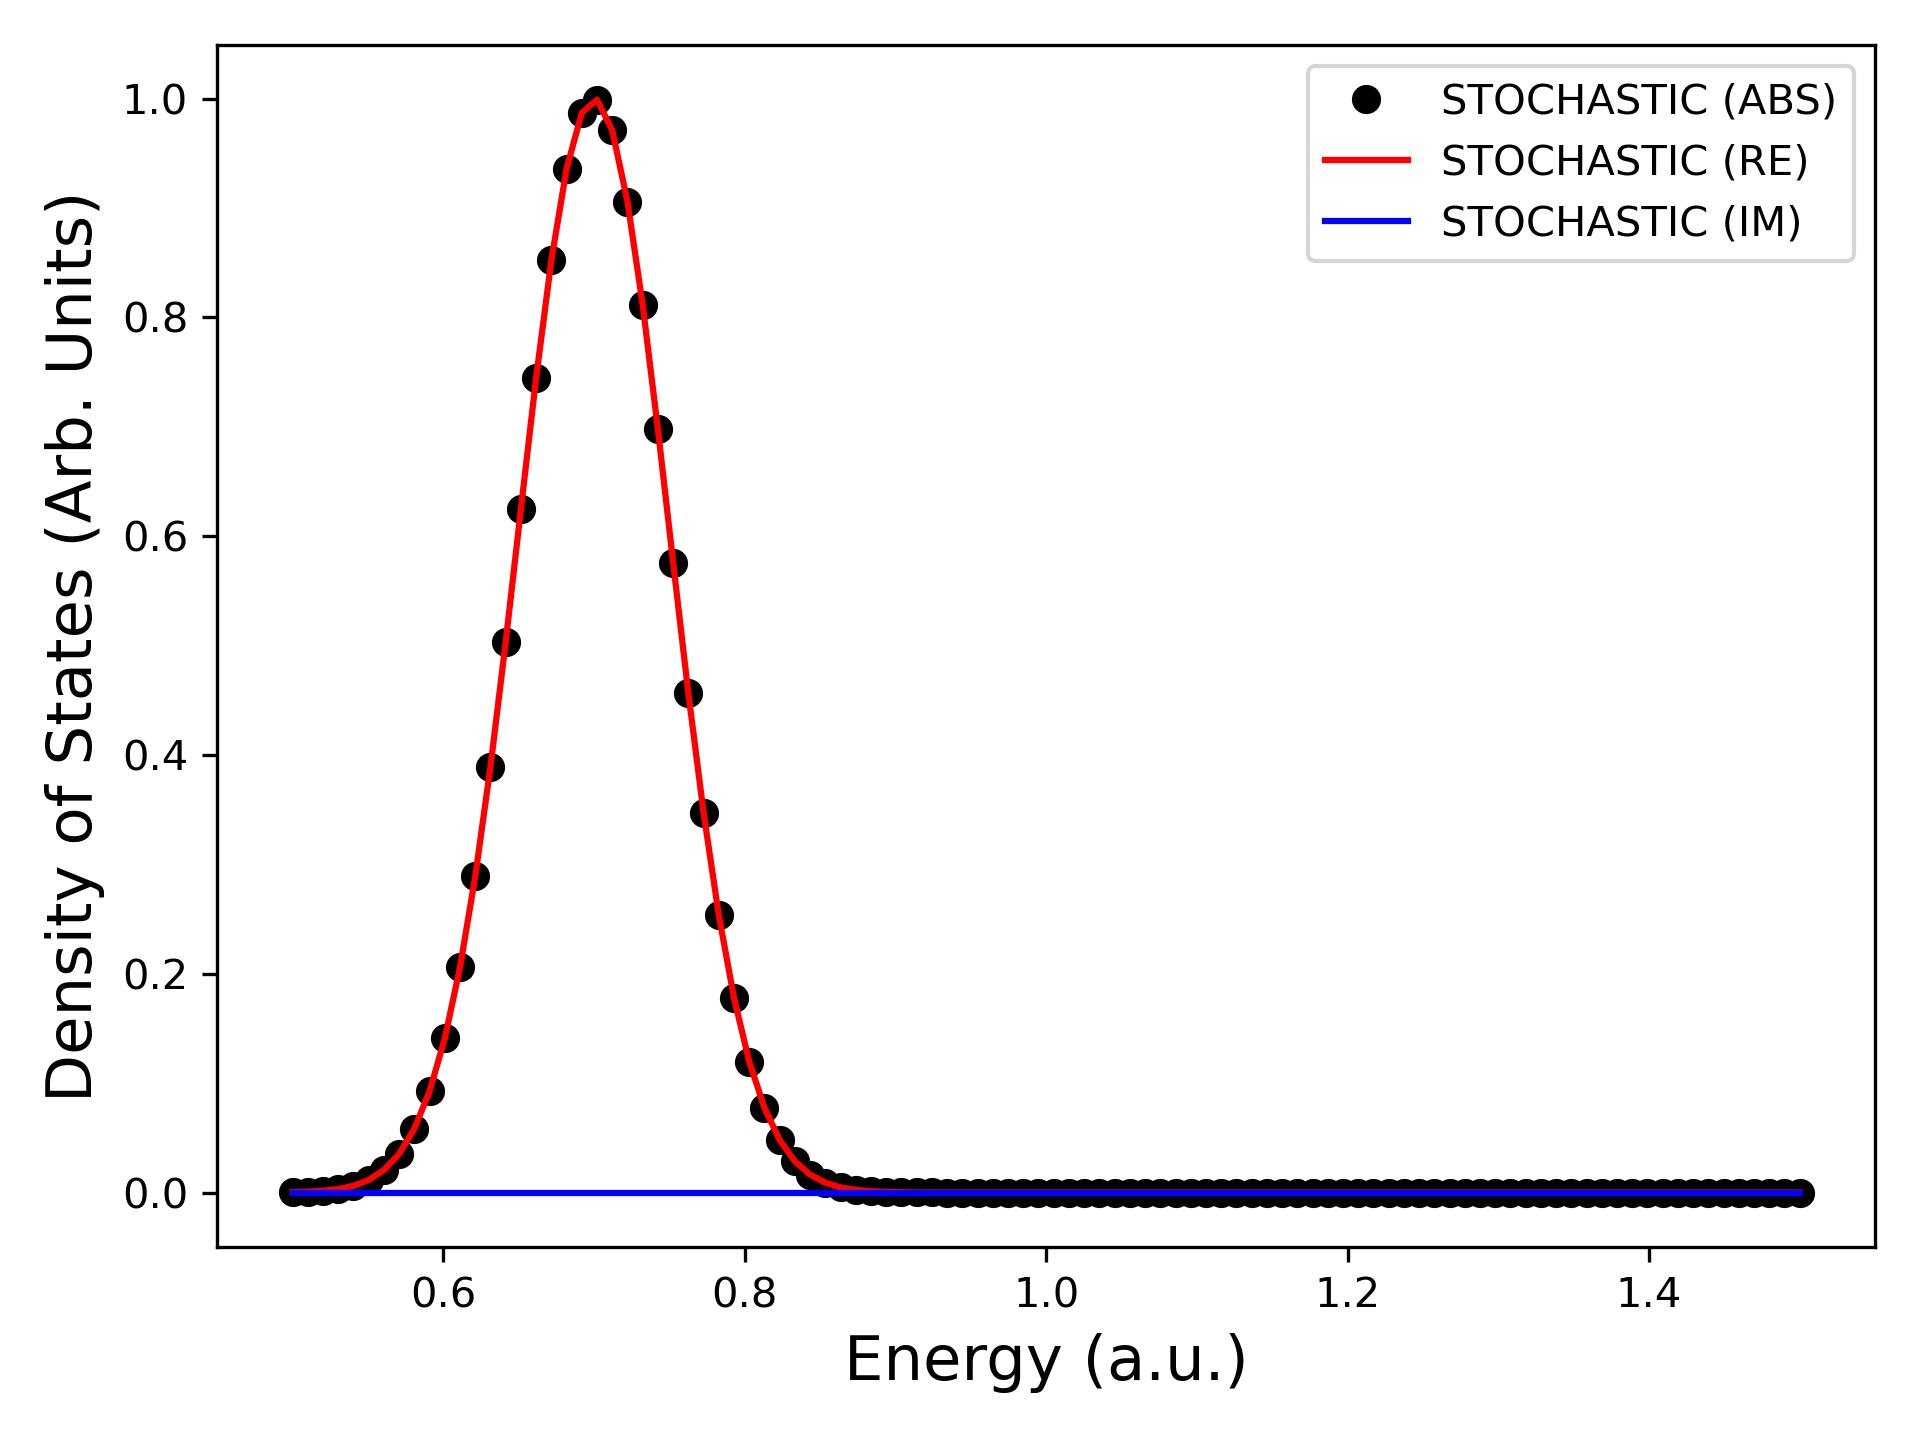 STOCHASTIC (ABS)
STOCHASTIC (RE)
STOCHASTIC (IM)
Density of States (Arb. Units)
1.0
0.8
0.6
0.4
0.2
0.0
0.6 0.8 1.0 1.2 1.4
Energy (a.u.)